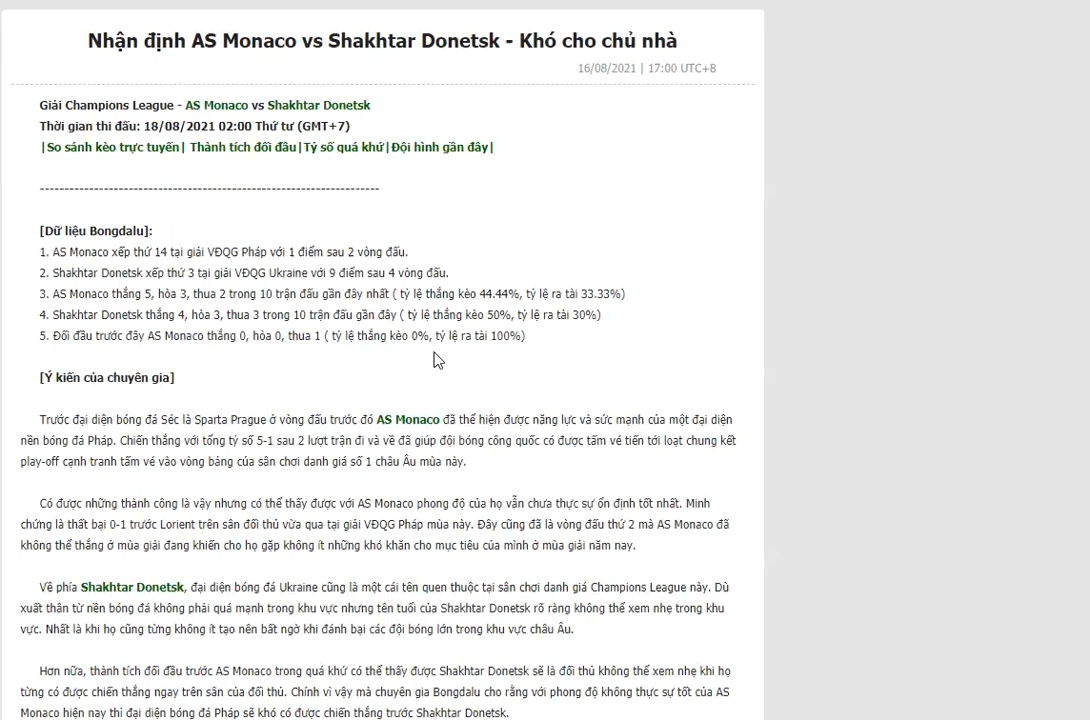 Nhận định AS Monaco vs Shakhtar Donetsk - Khó cho chủ nhà
16/08/2021 | 17:00 UTC+8
Giải Champions League - AS Monaco vs Shakhtar Donetsk
Thời gian thi đấu: 18/08/2021 02:00 Thứ tư (GMT+7)
|So sánh kèo trực tuyến| Thành tích đối đầu|Tỷ số quá khứ|Đội hình gần đây|
--------------------------------------------------------------------
[Dữ liệu Bongdalu]:
1. AS Monaco xếp thứ 14 tại giải VĐQG Pháp với 1 điểm sau 2 vòng đấu.
2. Shakhtar Donetsk xếp thứ 3 tại giải VĐQG Ukraine với 9 điểm sau 4 vòng đấu.
3. AS Monaco thắng 5, hòa 3, thua 2 trong 10 trận đấu gần đây nhất ( tỷ lệ thắng kèo 44.44%, tỷ lệ ra tài 33.33%)
4. Shakhtar Donetsk thắng 4, hòa 3, thua 3 trong 10 trận đấu gần đây ( tỷ lệ thắng kèo 50%, tỷ lệ ra tài 30%)
5. Đối đầu trước đây AS Monaco thắng 0, hòa 0, thua 1 ( tỷ lệ thắng kèo 0%, tỷ lệ ra tài 100%)
[Ý kiến của chuyên gia]
Trước đại diện bóng đá Séc là Sparta Prague ở vòng đấu trước đó AS Monaco đã thể hiện được năng lực và sức mạnh của một đại diện
nền bóng đá Pháp. Chiến thắng với tổng tỷ số 5-1 sau 2 lượt trận đi và về đã giúp đội bóng công quốc có được tấm vé tiến tới loạt chung kết
play-off cạnh tranh tấm vé vào vòng bảng của sân chơi danh giá số 1 châu Âu mùa này.
Có được những thành công là vậy nhưng có thể thấy được với AS Monaco phong độ của họ vẫn chưa thực sự ổn định tốt nhất. Minh
chứng là thất bại 0-1 trước Lorient trên sân đối thủ vừa qua tại giải VĐQG Pháp mùa này. Đây cũng đã là vòng đấu thứ 2 mà AS Monaco đã
không thể thắng ở mùa giải đang khiến cho họ gặp không ít những khó khăn cho mục tiêu của mình ở mùa giải năm nay.
Về phía Shakhtar Donetsk, đại diện bóng đá Ukraine cũng là một cái tên quen thuộc tại sân chơi danh giá Champions League này. Dù
xuất thân từ nền bóng đá không phải quá mạnh trong khu vực nhưng tên tuổi của Shakhtar Donetsk rõ ràng không thể xem nhẹ trong khu
vực. Nhất là khi họ cũng từng không ít tạo nên bất ngờ khi đánh bại các đội bóng lớn trong khu vực châu Âu.
Hơn nữa, thành tích đối đầu trước AS Monaco trong quá khứ có thể thấy được Shakhtar Donetsk sẽ là đối thủ không thể xem nhẹ khi họ
từng có được chiến thắng ngay trên sân của đối thủ. Chính vì vậy mà chuyên gia Bongdalu cho rằng với phong độ không thực sự tốt của AS
Monaco hiện nay thì đại diện bóng đá Pháp sẽ khó có được chiến thắng trước Shakhtar Donetsk.